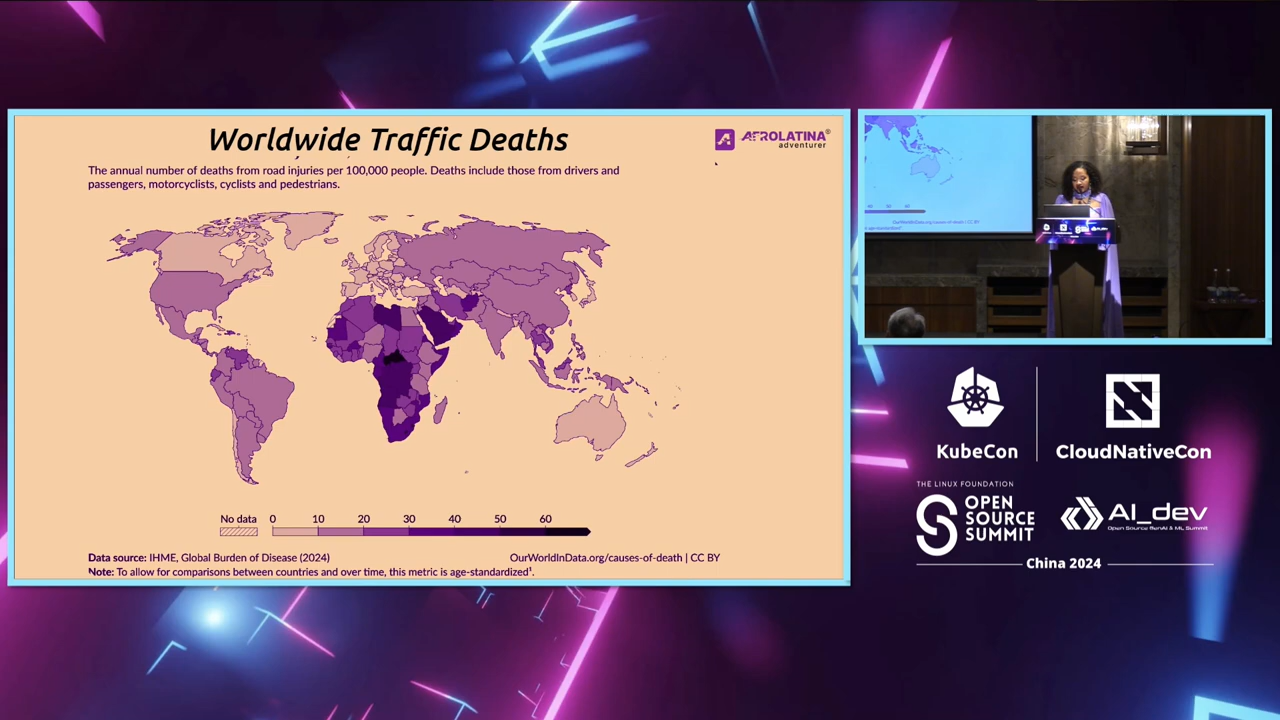 Worldwide Traffic Deaths
AFROLATINA®
adventurer
The annual number of deaths from road injuries per 100,000 people. Deaths include those from drivers and
passengers, motorcyclists, cyclists and pedestrians.
No data 0 10 20 30 40 50 60
Data source: IHME, Global Burden of Disease (2024)
OurWorldInData.org/causes-of-death | CC BY
Note: To allow for comparisons between countries and over time, this metric is age-standardized¹.
KubeCon
CloudNativeCon
THE LINUX FOUNDATION
OPEN
SOURCE
SUMMIT
AI_dev
Open Source GenAI & ML Summit
China 2024